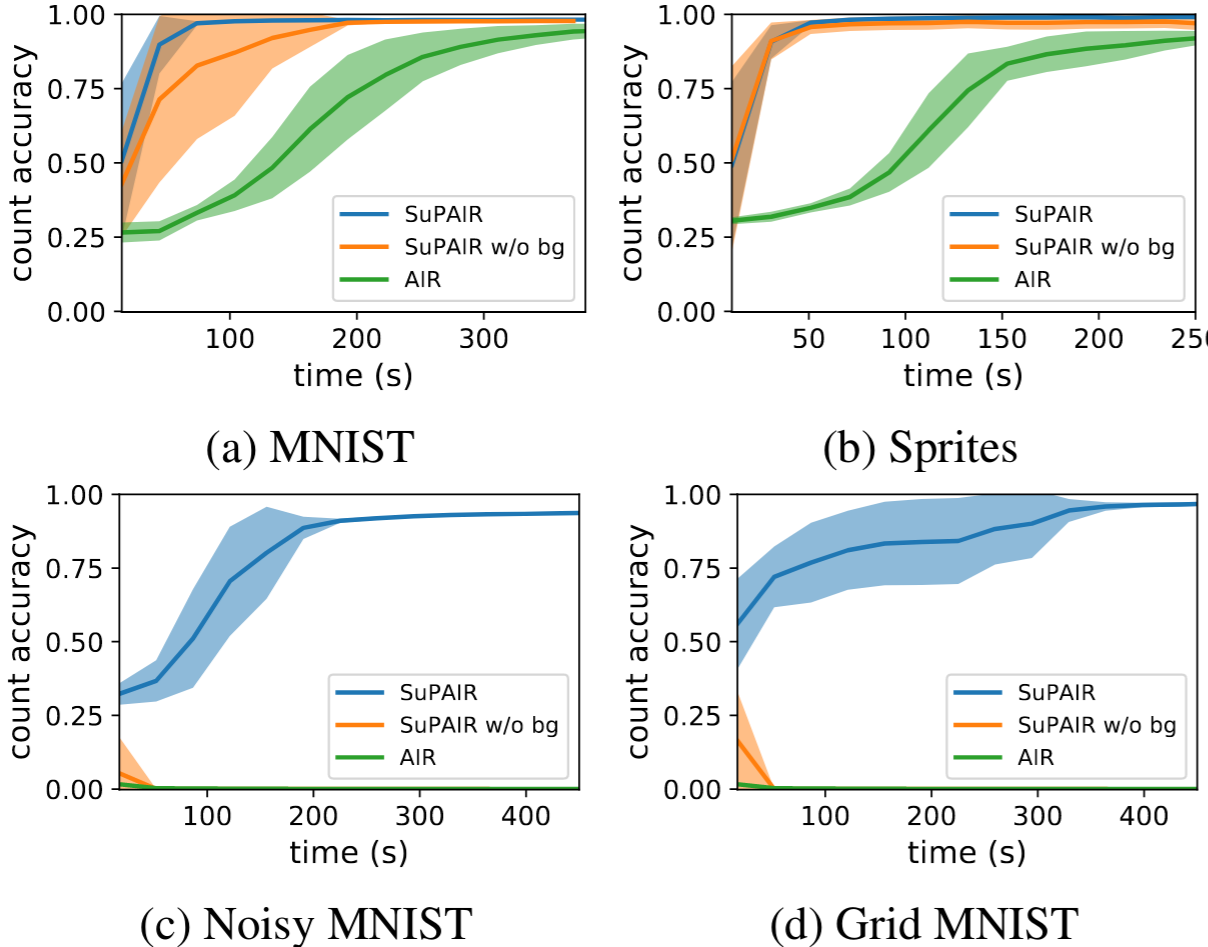 1.00
0.75
0.50
0.25
0.00
count accuracy
SuPAIR
SuPAIR w/o bg
AIR
100 200 300
time (s)
(a) MNIST
1.00
0.75
0.50
0.25
0.00
count accuracy
SuPAIR
SuPAIR w/o bg
AIR
50 100 150 200 250
time (s)
(b) Sprites
1.00
0.75
0.50
0.25
0.00
count accuracy
SuPAIR
SuPAIR w/o bg
AIR
100 200 300 400
time (s)
(c) Noisy MNIST
1.00
0.75
0.50
0.25
0.00
count accuracy
SuPAIR
SuPAIR w/o bg
AIR
100 200 300 400
time (s)
(d) Grid MNIST